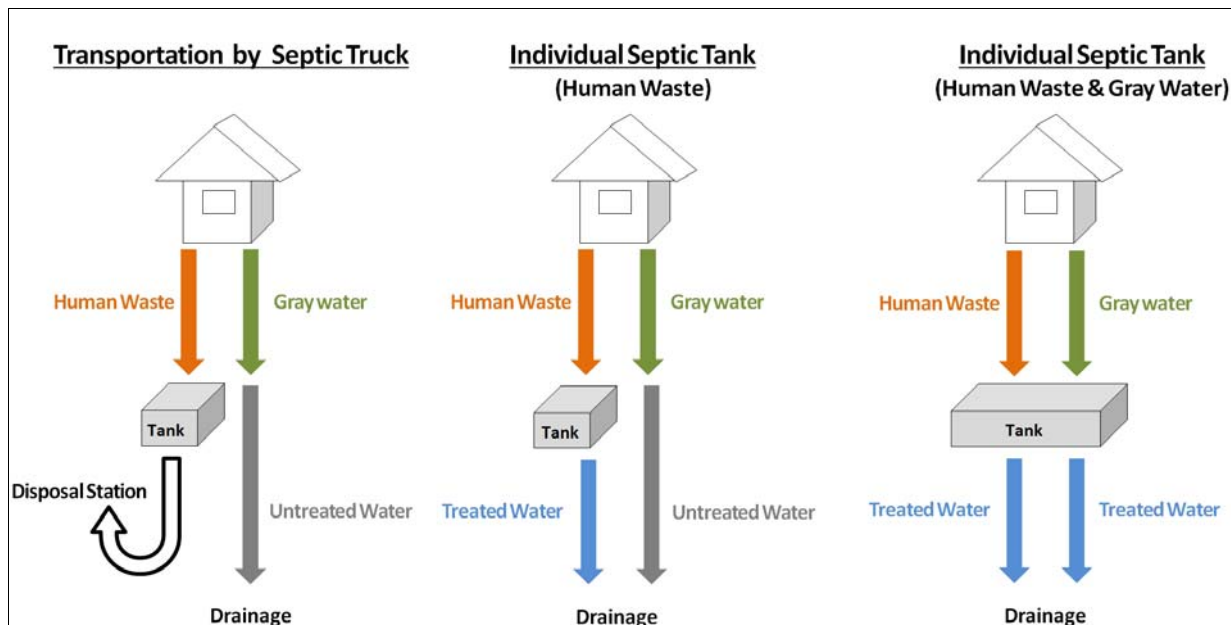 Transportation by Septic Truck
Human Waste
Gray water
Tank
Disposal Station
Untreated Water
Drainage
Individual Septic Tank
(Human Waste)
Human Waste
Gray water
Tank
Treated Water
Untreated Water
Drainage
Individual Septic Tank
(Human Waste & Gray Water)
Human Waste
Gray water
Tank
Treated Water
Treated Water
Drainage